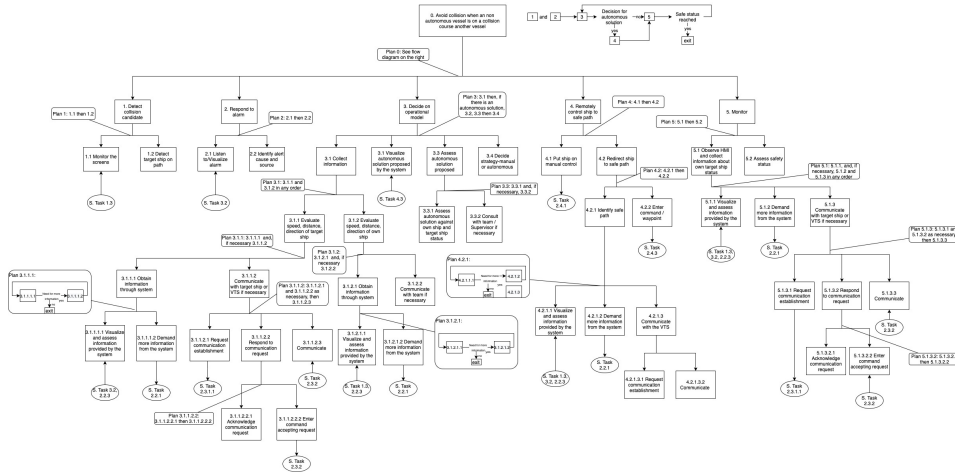 0. Avoid collision when an non
autonomous vessel is on a collision
course another vessel
1
and
2
3
Decision for
autonomous
solution
no
5
Safe status
reached
yes
4
yes
exit
Plan 0: See flow
diagram on the right
1. Detect
collision
candidate
Plan 1: 1.1 then 1.2
2. Respond to
alarm
Plan 2: 2.1 then 2.2
3. Decide on
operational
model
Plan 3: 3.1 then, if
there is an
autonomous solution,
3.2, 3.3 then 3.4
4. Remotely
control ship to
safe path
Plan 4: 4.1 then 4.2
5. Monitor
Plan 5: 5.1 then 5.2
1.1 Monitor the
screens
1.2 Detect
target ship on
path
2.1 Listen
to/Visualize
alarm
2.2 Identify alert
cause and
source
3.1 Collect
information
3.1 Visualize
autonomous
solution proposed
by the system
3.3 Assess
autonomous
solution
proposed
3.4 Decide
strategy-manual
or autonomous
4.1 Put ship on
manual control
4.2 Redirect ship
to safe path
5.1 Observe HMI
and collect
information about
own target ship
status
5.2 Assess safety
status
S. Task 1.3
S. Task 3.2
Plan 3.1: 3.1.1 and
3.1.2 in any order
S. Task 4.3
Plan 3.3: 3.3.1 and, if
necessary, 3.3.2
S. Task
2.4.1
Plan 4.2: 4.2.1 then
4.2.2
Plan 5.1: 5.1.1, and, if
necessary, 5.1.2
and 5.1.3 in any order
3.1.1 Evaluate
speed, distance,
direction of target
ship
3.1.2 Evaluate
speed, distance,
direction of own
ship
3.3.1 Assess
autonomous
solution against
own ship and
target ship status
3.3.2 Consult
with team /
Supervisor if
necessary
4.2.1 Identify safe
path
4.2.2 Enter
command /
waypoint
5.1.1 Visualize
and assess
information
provided by the
system
5.1.2 Demand
more information
from the system
5.1.3
Communicate
with target ship or
VTS if necessary
S. Task
2.4.3
S. Task 1.3,
3.2, 2.2.3
S. Task
2.2.1
Plan 3.1.1: 3.1.1.1 and,
if necessary 3.1.1.2
Plan 3.1.2:
3.1.2.1 and, if
necessary
3.1.2.2
Plan 5.1.3: 5.1.3.1 and
5.1.3.2 as necessary,
then 5.1.3.3
3.1.1.1 Obtain
information
through system
3.1.1.2
Communicate
with target ship or
VTS if necessary
3.1.2.1 Obtain
information
through system
3.1.2.2
Communicate
with team if
necessary
Plan 3.1.1.1:
3.1.1.1.1
yes
3.1.1.1.2
exit
Plan 3.1.1.2: 3.1.1.2.1
and 3.1.1.2.2 as
necessary, then
3.1.1.2.3
Plan 4.2.1:
4.2.1.1
4.2.1.2
4.2.1.3
exit
Plan 3.1.2.1:
3.1.2.1.1
3.1.2.1.2
exit
3.1.1.1.1 Visualize
and assess
information
provided by the
system
3.1.1.1.2 Demand
more information
from the system
3.1.1.2.1 Request
communication
establishment
3.1.1.2.2
Respond to
communication
request
3.1.1.2.3
Communicate
3.1.2.1.1
Visualize and
assess
information
provided by the
system
3.1.2.1.2 Demand
more information
from the system
4.2.1.1 Visualize
and assess
information
provided by the
system
4.2.1.2 Demand
more information
from the system
4.2.1.3
Communicate
with the VTS
5.1.3.1 Request
communication
establishment
5.1.3.2 Respond
to communication
request
5.1.3.3
Communicate
S. Task 3.2,
2.2.3
S. Task
2.2.1
S. Task
2.3.1.1
S. Task
2.3.2
S. Task 1.3,
2.2.3
S. Task
2.2.1
S. Task 1.3,
3.2, 2.2.3
S. Task
2.2.1
4.2.1.3.1 Request
communication
establishment
4.2.1.3.2
Communicate
S. Task
2.3.1.1
S. Task
2.3.2
5.1.3.2.1
Acknowledge
communication
request
5.1.3.2.2 Enter
command
accepting request
S. Task
2.3.2
Plan 3.1.1.2.2:
3.1.1.2.2.1 then 3.1.1.2.2.2
3.1.1.2.2.1
Acknowledge
communication
request
3.1.1.2.2.2 Enter
command
accepting request
S. Task
2.3.2
Plan 5.1.3.2: 5.1.3.2.
then 5.1.3.2.2